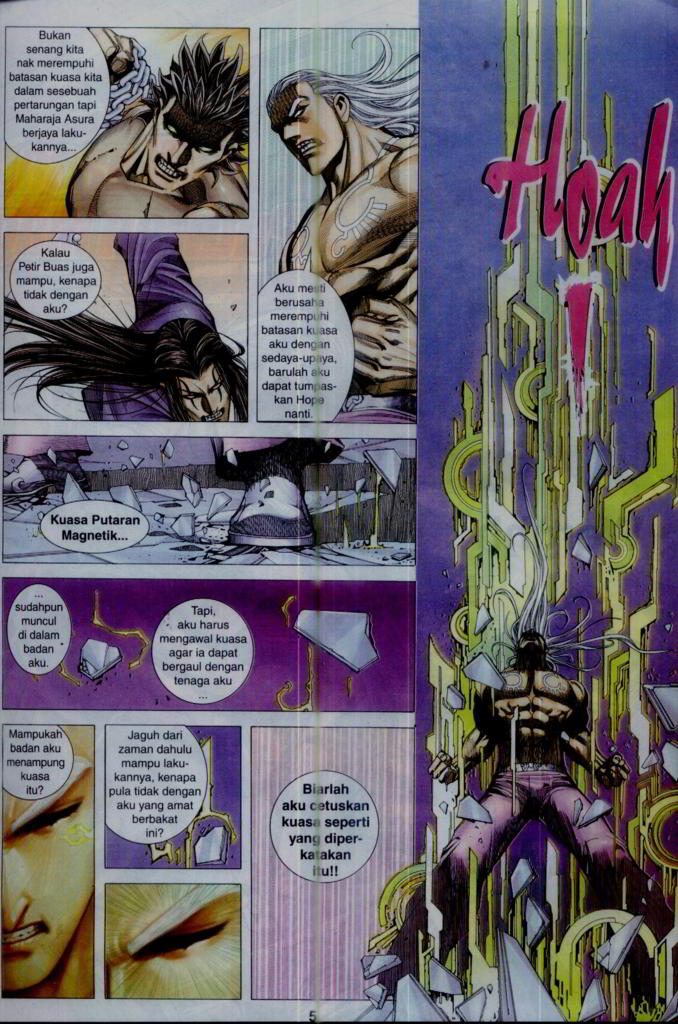 Bukan
senang kita
nak merempuhi
batasan kuasa kita
dalam sesebuah
pertarungan tapi
Maharaja Asura
berjaya laku-
kannya...
Kalau
Petir Buas juga
mampu, kenapa
tidak dengan
aku?
Aku mesti
berusaha
merempuhi
batasan kuasa
aku dengan
sedaya-upaya,
barulah aku
dapat tumpas-
kan Hope
nanti.
Kuasa Putaran
Magnetik...
...
sudahpun
muncul
di dalam
badan
aku.
Tapi,
aku harus
mengawal kuasa
agar ia dapat
bergaul dengan
tenaga aku
...
Mampukah
badan aku
menampung
kuasa
itu?
Jaguh dari
zaman dahulu
mampu laku-
kannya, kenapa
pula tidak dengan
aku yang amat
berbakat
ini?
Biarlah
aku cetuskan
kuasa seperti
yang diper-
katakan
itu!!
Hoah
!
5